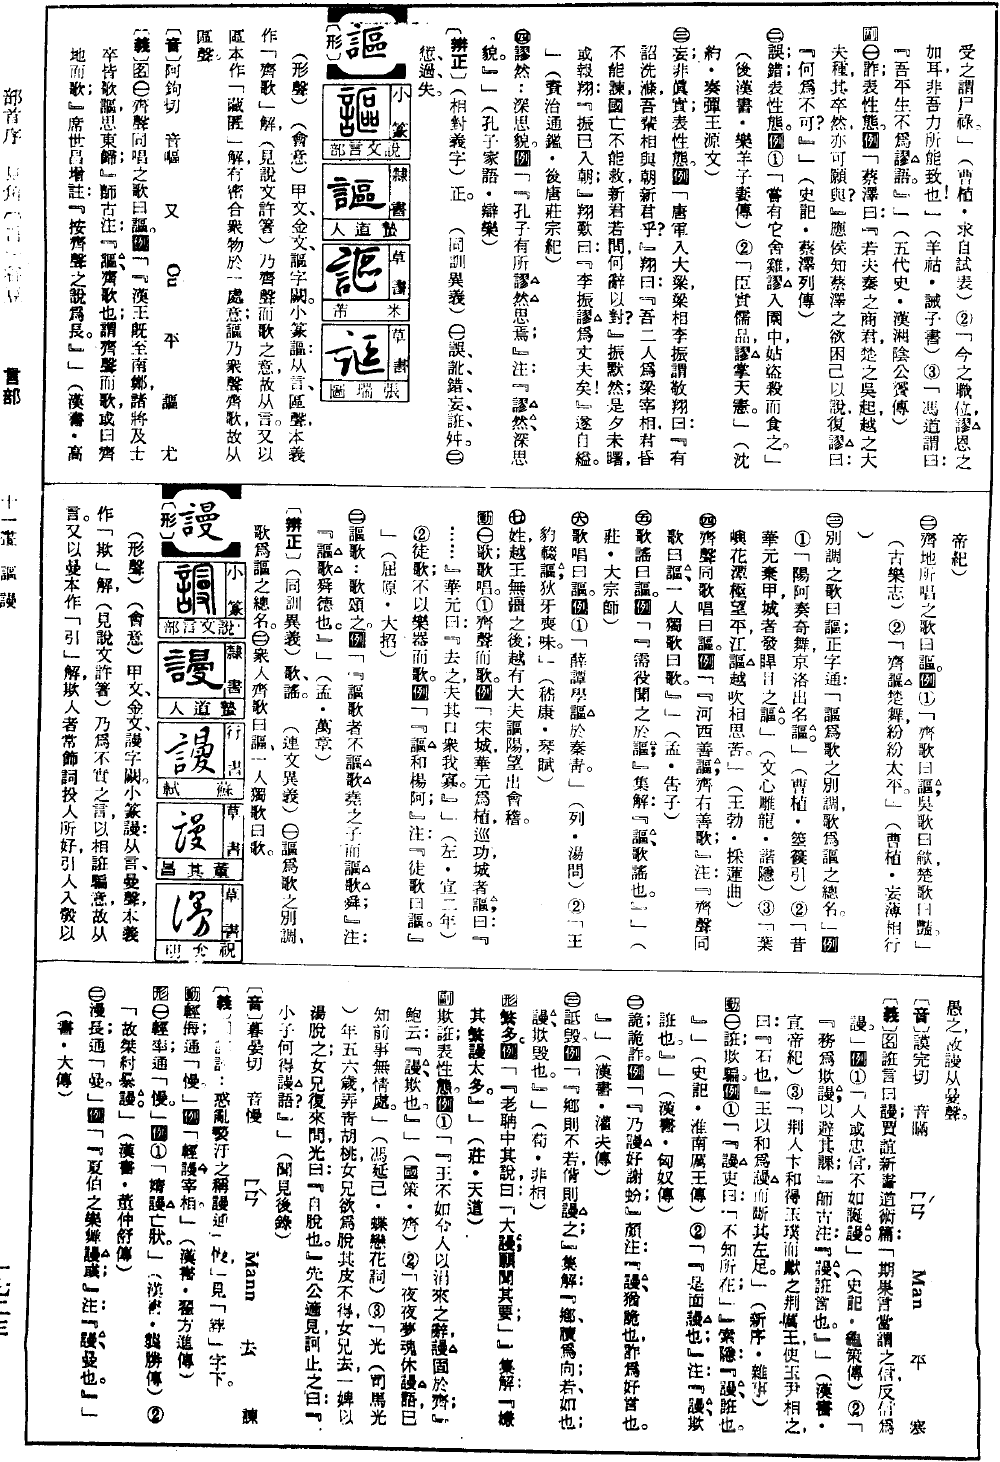 受之謂尸祿。」(曹植・求自試表)②「今之職位,謬恩之
加耳,非吾力所能致也!」(羊祜・誡子書)③「馮道謂曰:
『吾平生不為謬語。』」(五代史・漢湘陰公贇傳)
副㊀詐;表性態。例「蔡澤曰:『若夫秦之商君,楚之吳起,越之大
夫種,其卒然亦可願與?』應侯知蔡澤之欲困己以說,復謬曰:
『何為不可?』」(史記・蔡澤列傳)
㊁誤;錯;表性態。例①「嘗有它舍雞謬入園中,姑盜殺而食之。」
(後漢書・樂羊子妻傳)②「臣實儒品,謬掌天憲。」(沈
約・奏彈王源文)
㊂妄;非眞實;表性態。例「唐軍入大梁,梁相李振謂敬翔曰:『有
詔洗滌吾輩,相與朝新君乎?』翔曰:『吾二人為梁宰相,君昏
不能諫,國亡不能救,新君若問,何辭以對?』振默然;是夕未曙,
或報翔:『振已入朝』翔歎曰:『李振謬為丈夫矣!』遂自縊。
」(資治通鑑・後唐莊宗紀)
㊃謬然:深思貌。例「『孔子有所謬然思焉』注:『謬然,深思
貌。』」(孔子家語・辯樂)
〔辨正〕(相對義字)正。 (同訓異義)㊀誤、訛、錯、妄、誑、舛。㊁
愆、過、失。
謳
〔形〕
小篆 說文言部
隸書 蟄道人
草書 米芾
草書 張瑞圖
(形聲)(會意)甲文、金文、謳字闕。小篆謳:从言、區聲,本義
作「齊歌」解,(見說文許箸)乃齊聲而歌之意,故从言。又以
區本作「藏匿」解,有密合衆物於一處意,謳乃衆聲齊歌,故从
區聲。
〔音〕阿鉤切 音嘔 又 Ou 平 謳 尤
〔義〕名㊀齊聲同唱之歌曰謳。例「『漢王既至南鄭,諸將及士
卒皆歌謳思東歸』師古注:『謳,齊歌也,謂齊聲而歌,或曰齊
地而歌』席世昌增註:『按齊聲之說為長。』」(漢書・高
帝紀)
㊁齊地所唱之歌曰謳。例①「齊歌曰謳,吳歌曰歈,楚歌曰豔。」
(古樂志)②「齊謳楚舞紛紛,太平。」(曹植・妄薄相行
)
㊂別調之歌曰謳;正字通:「謳為歌之別調,歌為謳之總名。」例
①「陽阿奏奇舞,京洛出名謳。」(曹植・箜篌引)②「昔
華元棄甲,城者發睅目之謳。」(文心雕龍・諧隱)③「葉
嶼花潭極望平,江謳越吹相思苦。」(王勃・採蓮曲)
㊃齊聲同歌唱曰謳。例「『河西善謳,齊右善歌』注:『齊聲同
歌曰謳,一人獨歌曰歌。』」(孟・告子)
㊄歌謠曰謳。例「『需役聞之於謳』集解:『謳,歌謠也。』」(
莊・大宗師)
㊅歌唱曰謳。例①「薛譚學謳於秦青。」(列・湯問)②「王
豹輟謳,狄牙喪味。」(嵇康・琴賦)
㊆姓;越王無彊之後越有大夫謳陽。望出會稽。
動㊀歌;歌唱。①齊聲而歌。例「宋城,華元為植巡功,城者謳曰:『
……』華元曰:『去之,夫其口衆我寡。』」(左・宣二年)
②徒歌;不以樂器而歌。例「『謳和楊阿』注:『徒歌曰謳。』
」(屈原・大招)
㊁謳歌:歌頌之。例「『謳歌者不謳歌堯之子而謳歌舜』注:
『謳歌舜德也。』」(孟・萬章)
〔辨正〕(同訓異義)歌、謠。 (連文異義)㊀謳為歌之別調,
歌為謳之總名。㊁衆人齊歌曰謳,一人獨歌曰歌。
謾
〔形〕
小篆 說文言部
隸書 蟄道人
行書 蘇軾
草書 董其昌
草書 祝允明
(形聲)(會意)甲文、金文、謾字闕。小篆謾:从言、曼聲,本義
作「欺」解,(見說文許箸)乃為不實之言以相誑騙意,故从
言。又以曼本作「引」解,欺人者常飾詞投人所好,引人入彀以
愚之,故謾从曼聲。
〔音〕謨完切 音瞞 ㄇㄢˊ Man 平 寒
〔義〕名誑言曰謾;賈誼新書道術篇「期果言當謂之信,反信為
謾。」例①「人或忠信,不如誕謾。」(史記・龜策傳)②「
『務為欺謾,以避其課』師古注:『謾,誑言也。』」(漢書・
宣帝紀)③「荆人卞和得玉璞而獻之荆厲王,使玉尹相之,
曰:『石也』王以和為謾,而斷其左足。」(新序・雜事)
動㊀誑;欺騙。例①「『謾吏曰:「不知所在」』索隱:『謾,誑也。
』」(史記・淮南厲王傳)②「『是面謾也』注:『謾,欺
誑也。』」(漢書・匈奴傳)
㊁詭;詭詐。例「『乃謾好謝蚡』顏注:『謾猶詭也,詐為好言也。
』」(漢書・灌夫傳)
㊂詆毀。例「『鄉則不若,偝則謾之』集解:『鄉讀為向,若,如也;
謾,欺毀也。』」(荀・非相)
形繁多。例「『老聃中其說曰:「大謾,願聞其要」』集解:『嫌
其繁謾太多。』」(莊・天道)
副欺誑;表性態。例①「『王不如令人以涓來之辭謾固於齊』
鮑云:『謾,欺也。』」(國策・齊)②「夜夜夢魂休謾語,已
知前事無情處。」(馮延己・蝶戀花詞)③「光(司馬光
)年五六歲,弄青胡桃,女兄欲為脫其皮,不得,女兄去,一婢以
湯脫之,女兄復來,問光,曰:『自脫也。』先公適見,訶止之,曰:『
小子何得謾語?』」(聞見後錄)
〔音〕暮晏切 音慢 ㄇㄢˋ Mann 去 諫
惑亂嬃汙之稱,謾通「 」見「 」字下。
動輕侮;通「慢」例「輕謾宰相。」(漢書・翟方進傳)
形㊀輕率;通「慢」例①「謾亡狀。」(漢書・龔勝傳)②
「故桀紂暴謾」(漢書・董仲舒傳)
㊁漫長;通「曼」例「『夏伯之樂舞謾彧』注:『謾,曼也。』」
(書・大傳)
部首序
言部
十一畫 謳謾
一七三三